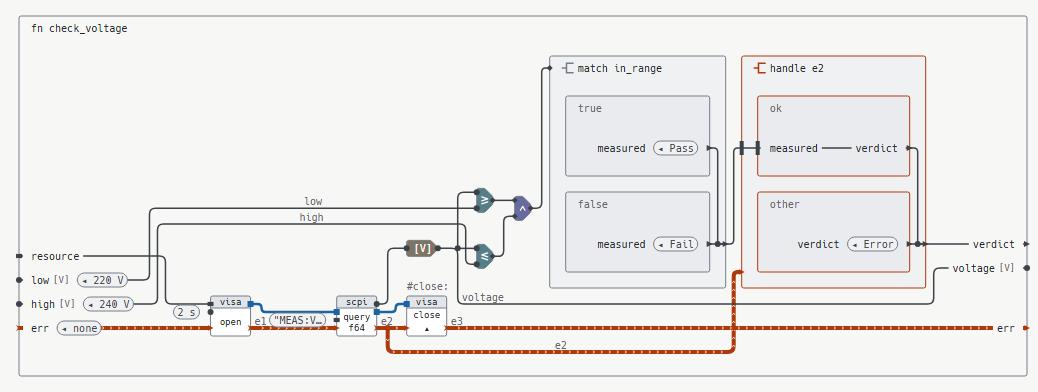 fn check_voltage
match in_range
handle e2
true
ok
measured ◂ Pass
measured verdict
≥
∧
low
false
other
high
measured ◂ Fail
verdict ◂ Error
verdict
[V]
≤
resource
voltage [V]
low [V] ◂ 220 V
#close:
high [V] ◂ 240 V
visa
scpi
visa
voltage
2 s
open
e1
"MEAS:V…
query
f64
e2
close
▴
e3
err ◂ none
err
e2